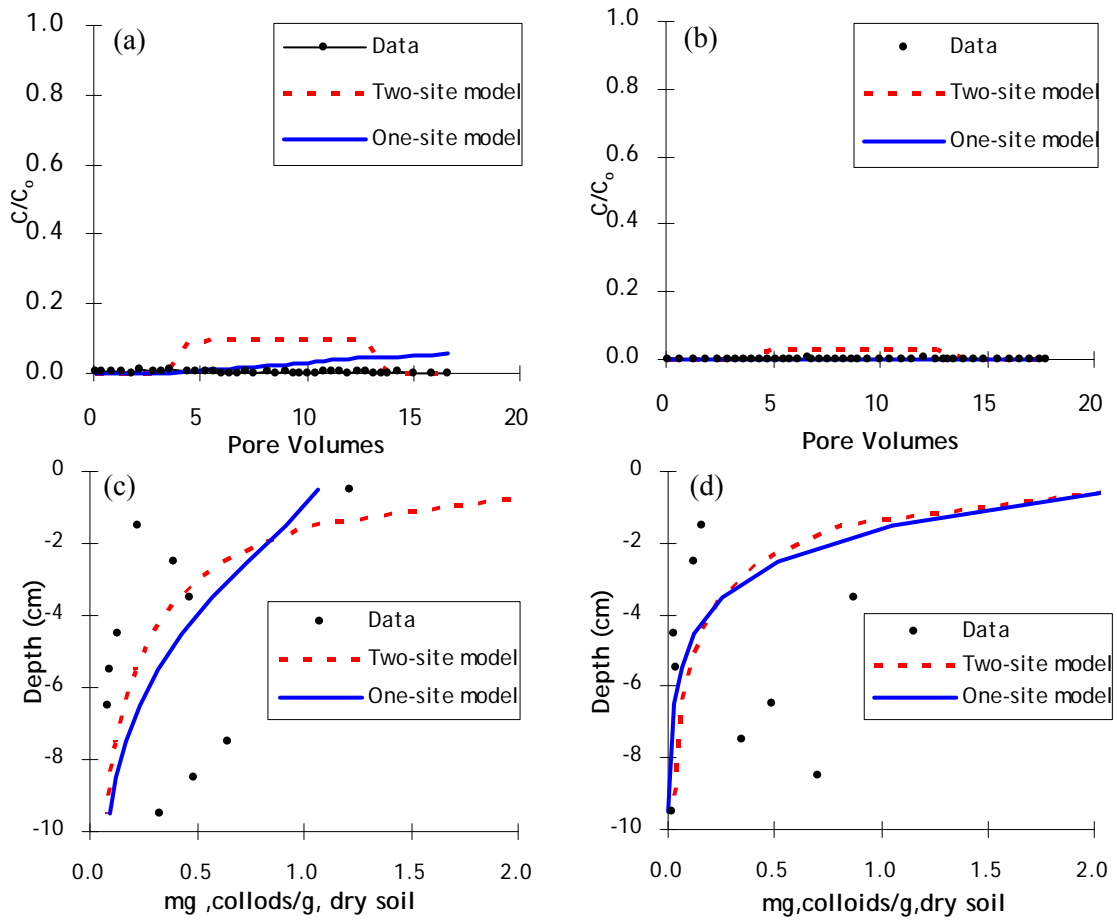 (a)
Data
Two-site model
One-site model
C/Co
1.0
0.8
0.6
0.4
0.2
0.0
0 5 10 15 20
Pore Volumes
(b)
Data
Two-site model
One-site model
C/Co
1.0
0.8
0.6
0.4
0.2
0.0
0 5 10 15 20
Pore Volumes
(c)
Data
Two-site model
One-site model
Depth (cm)
0
-2
-4
-6
-8
-10
0.0 0.5 1.0 1.5 2.0
mg ,collods/g, dry soil
(d)
Data
Two-site model
One-site model
Depth (cm)
0
-2
-4
-6
-8
-10
0.0 0.5 1.0 1.5 2.0
mg,colloids/g,dry soil